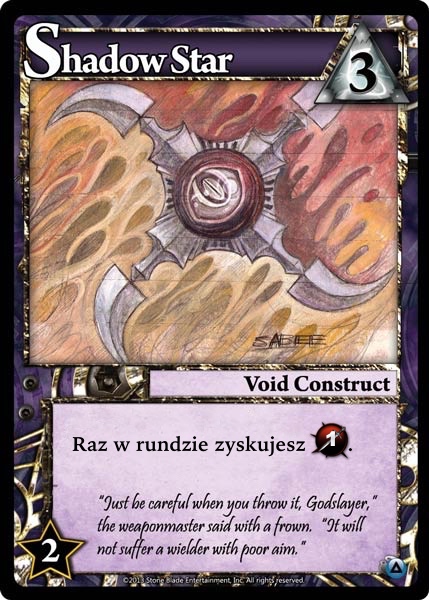 Shadow Star
3
SABEE
Void Construct
Raz w rundzie zyskujesz 1.
"Just be careful when you throw it, Godslayer,"
the weaponmaster said with a frown. "It will
not suffer a wielder with poor aim."
2
©2013 Stone Blade Entertainment, Inc. All rights reserved.